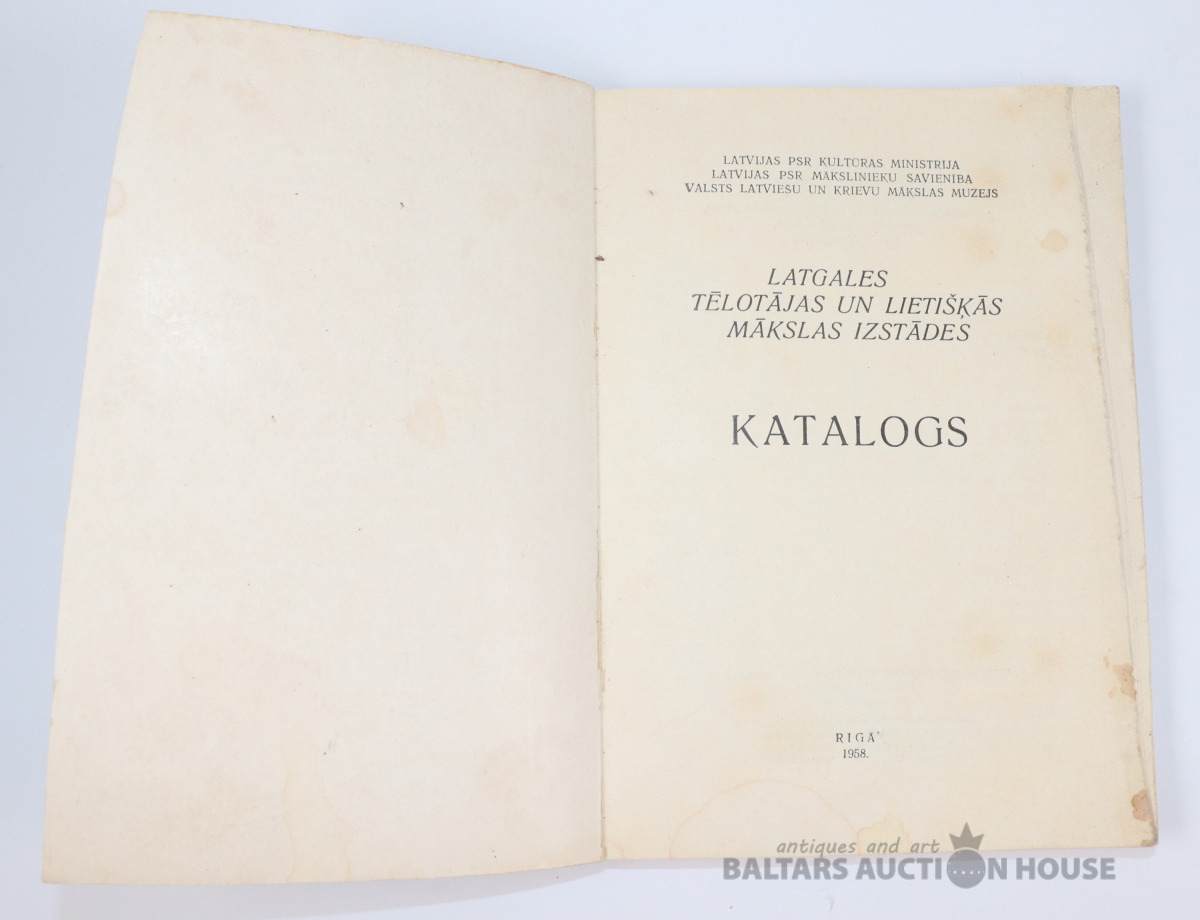 LATVIJAS PSR KULTŪRAS MINISTRIJA
LATVIJAS PSR MĀKSLINIEKU SAVIENĪBA
VALSTS LATVIEŠU UN KRIEVU MĀKSLAS MUZEJS
LATGALES
TĒLOTĀJAS UN LIETIŠĶĀS
MĀKSLAS IZSTĀDES
KATALOGS
RĪGĀ
1958.
antiques and art
BALTARS AUCTION HOUSE